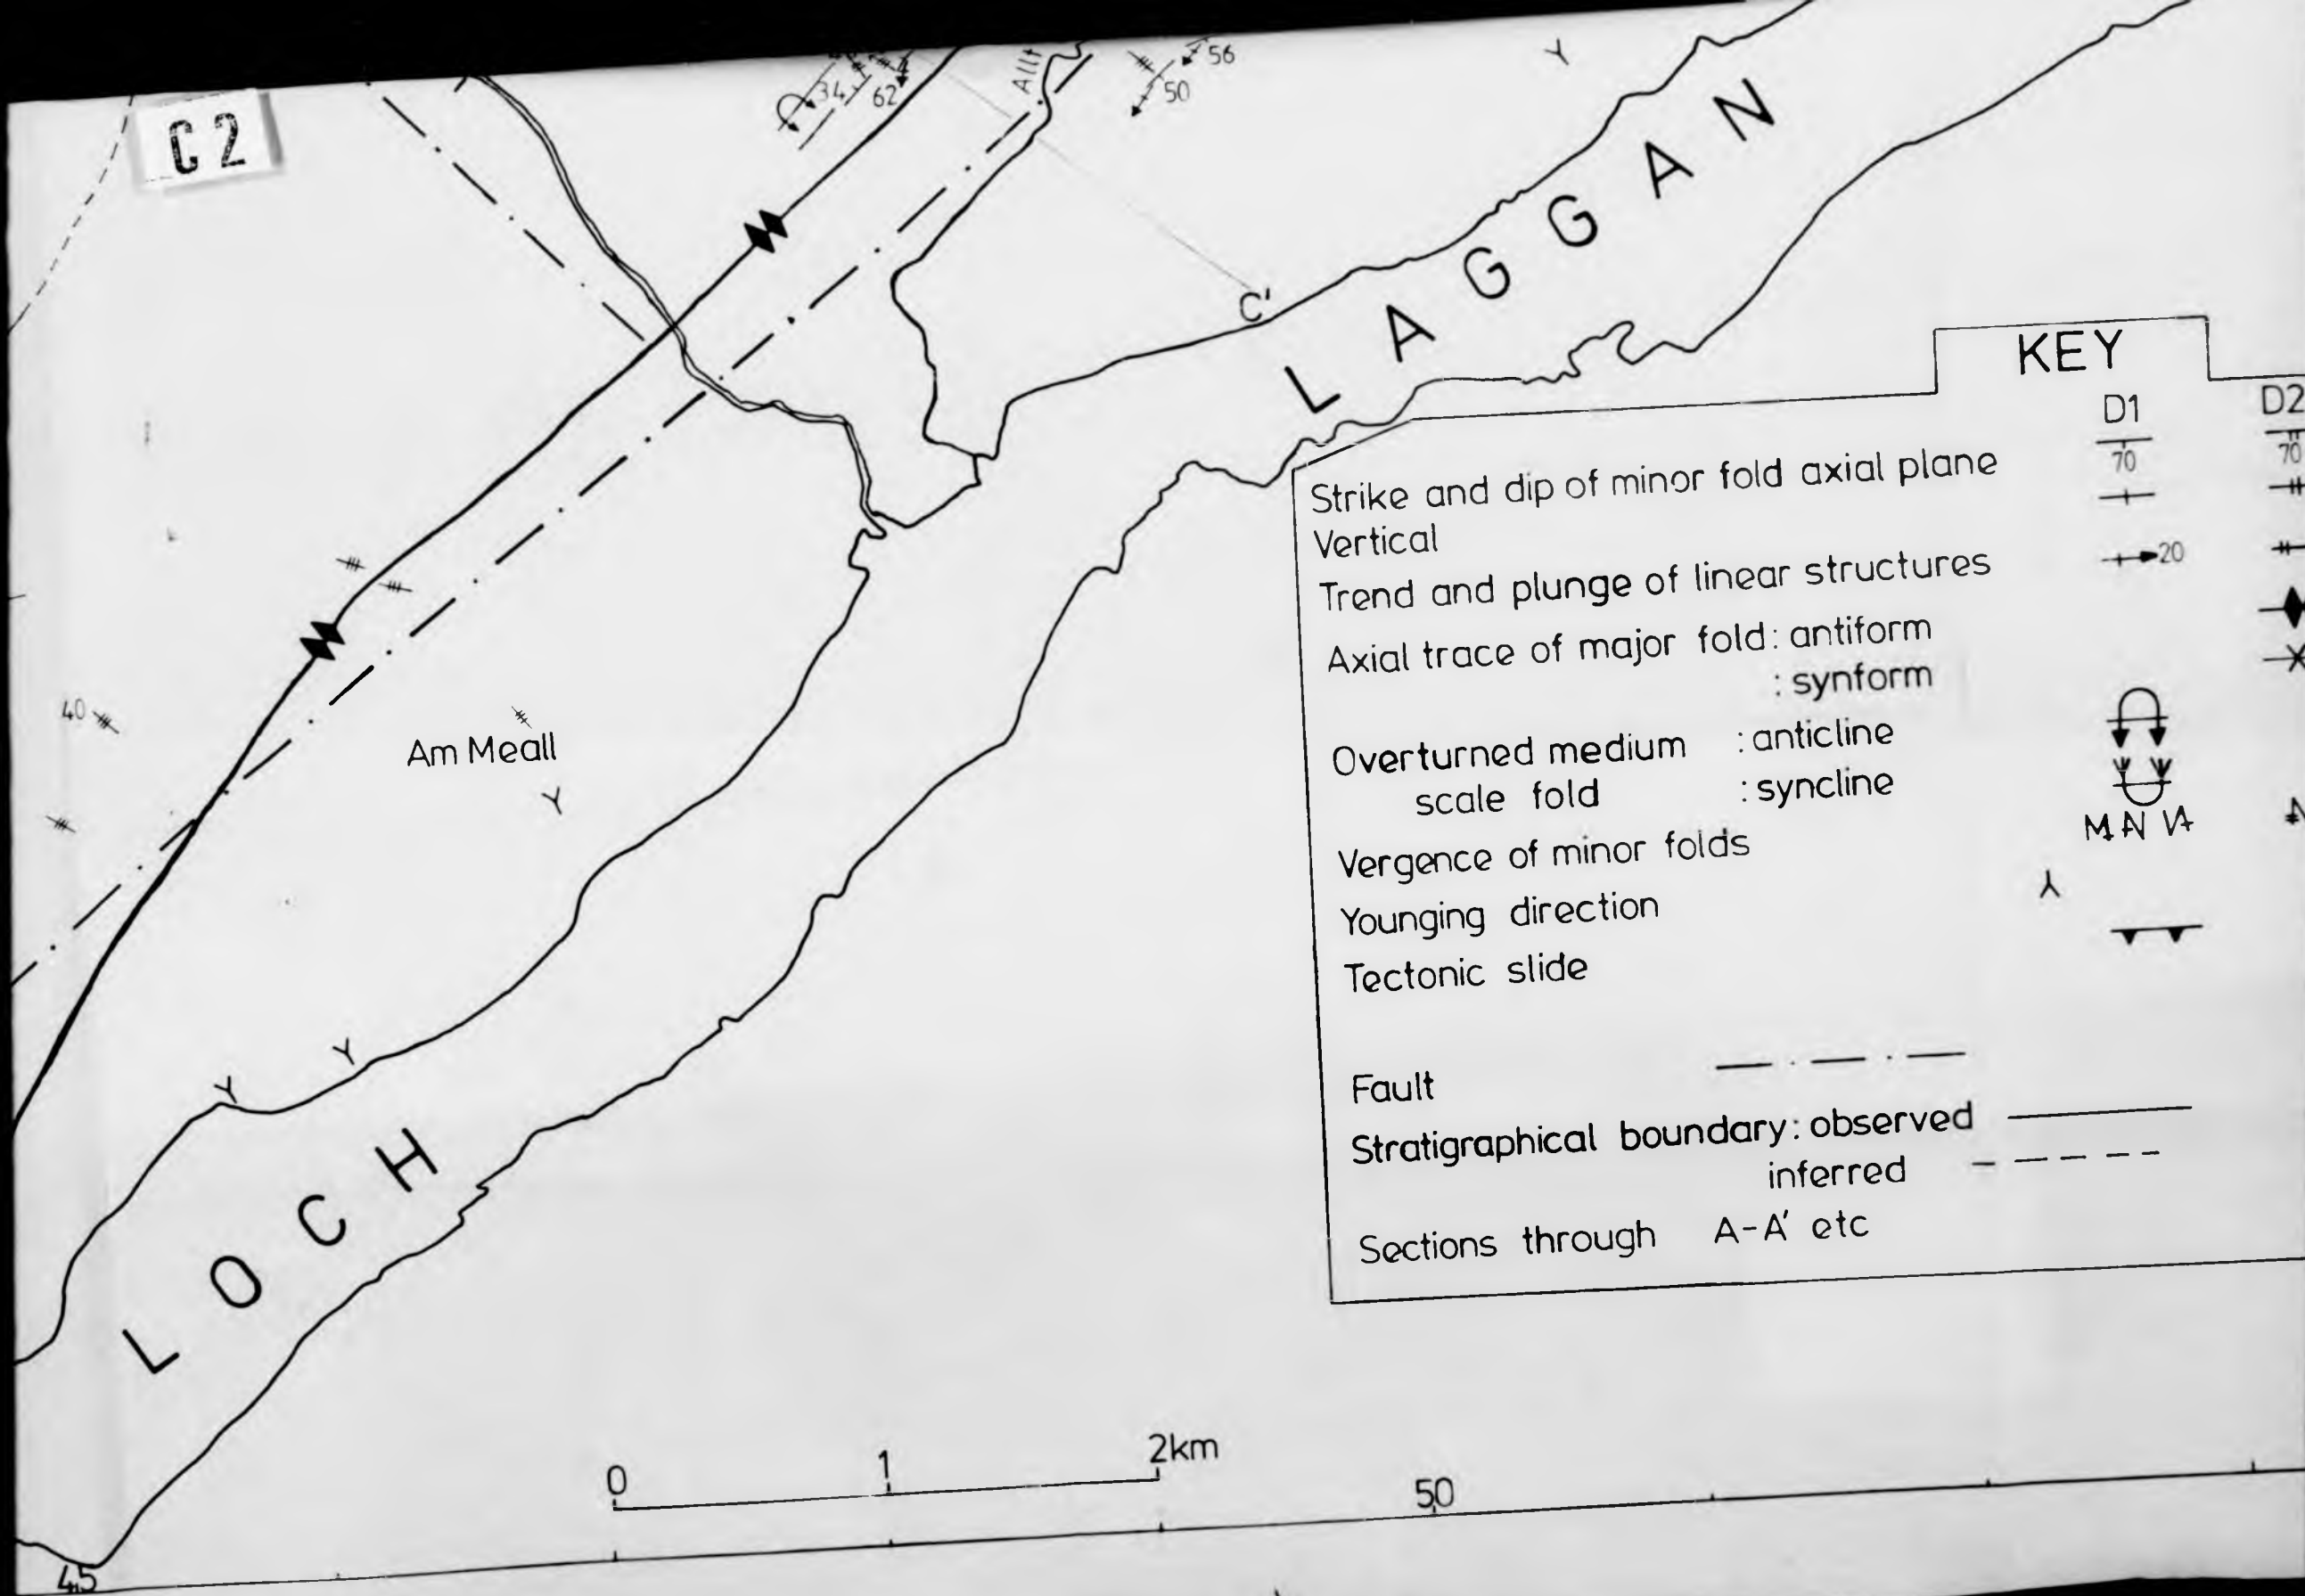 C 2
34
62
4
Allt
56
50
C'
LOCH LAGGAN
40
Am Meall
KEY
D1 D2
Strike and dip of minor fold axial plane 70 70
Vertical
Trend and plunge of linear structures 20
Axial trace of major fold: antiform
: synform
Overturned medium : anticline
scale fold : syncline
Vergence of minor folds M N V
Younging direction
Tectonic slide
Fault
Stratigraphical boundary: observed
inferred
Sections through A-A' etc
0 1 2km
50
45